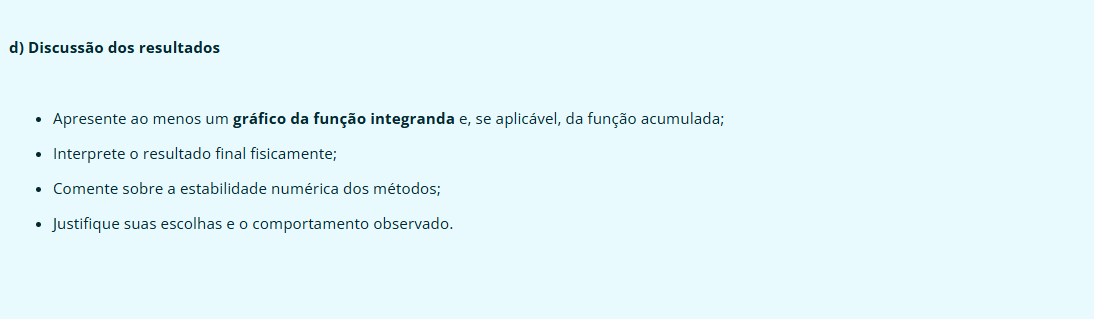 d) Discussão dos resultados
• Apresente ao menos um gráfico da função integranda e, se aplicável, da função acumulada;
• Interprete o resultado final fisicamente;
• Comente sobre a estabilidade numérica dos métodos;
• Justifique suas escolhas e o comportamento observado.